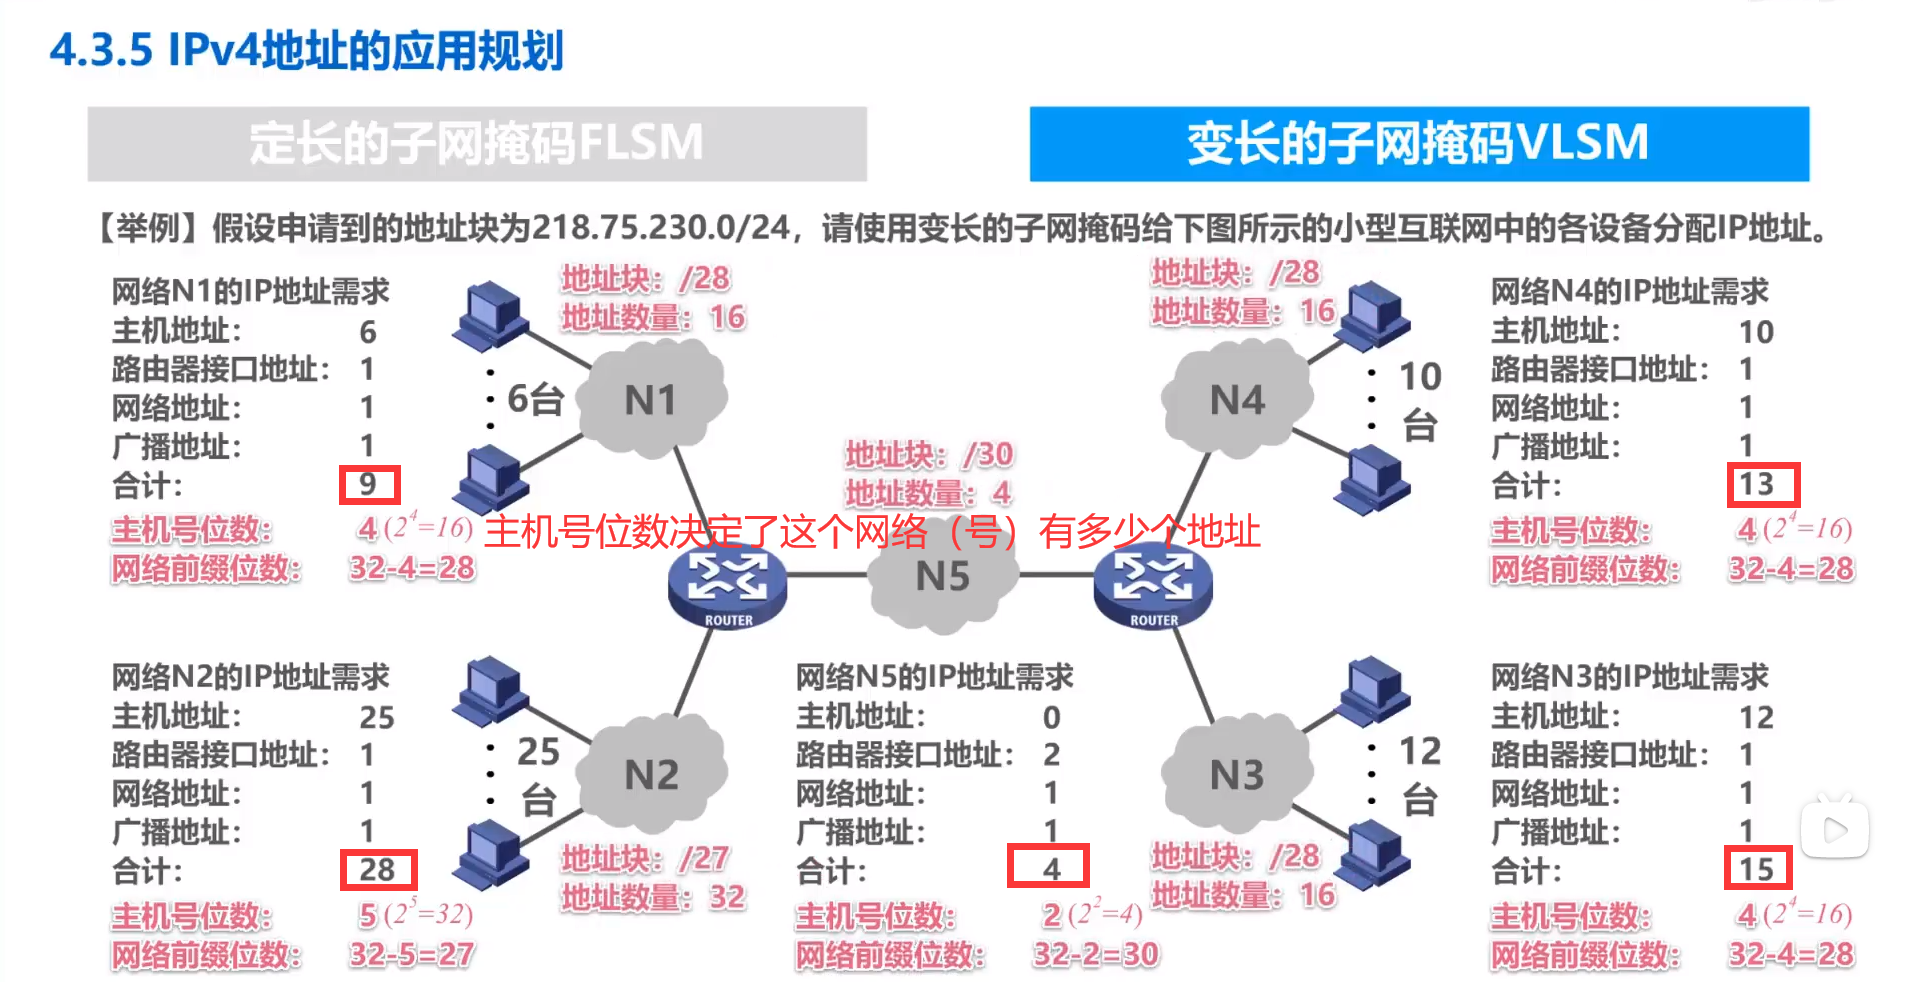 4.3.5 IPv4地址的应用规划
定长的子网掩码FLSM
变长的子网掩码VLSM
【举例】假设申请到的地址块为218.75.230.0/24，请使用变长的子网掩码给下图所示的小型互联网中的各设备分配IP地址。
网络N1的IP地址需求
主机地址： 6
路由器接口地址： 1
网络地址： 1
广播地址： 1
合计： 9
主机号位数： 4 (2^4=16)
网络前缀位数： 32-4=28
地址块：/28
地址数量：16
6台
N1
地址块：/28
地址数量：16
10
台
N4
网络N4的IP地址需求
主机地址： 10
路由器接口地址： 1
网络地址： 1
广播地址： 1
合计： 13
主机号位数： 4 (2^4=16)
网络前缀位数： 32-4=28
地址块：/30
地址数量：4
主机号位数决定了这个网络（号）有多少个地址
N5
ROUTER
ROUTER
网络N2的IP地址需求
主机地址： 25
路由器接口地址： 1
网络地址： 1
广播地址： 1
合计： 28
主机号位数： 5 (2^5=32)
网络前缀位数： 32-5=27
25
台
N2
地址块：/27
地址数量：32
网络N5的IP地址需求
主机地址： 0
路由器接口地址： 2
网络地址： 1
广播地址： 1
合计： 4
主机号位数： 2 (2^2=4)
网络前缀位数： 32-2=30
N3
12
台
地址块：/28
地址数量：16
网络N3的IP地址需求
主机地址： 12
路由器接口地址： 1
网络地址： 1
广播地址： 1
合计： 15
主机号位数： 4 (2^4=16)
网络前缀位数： 32-4=28